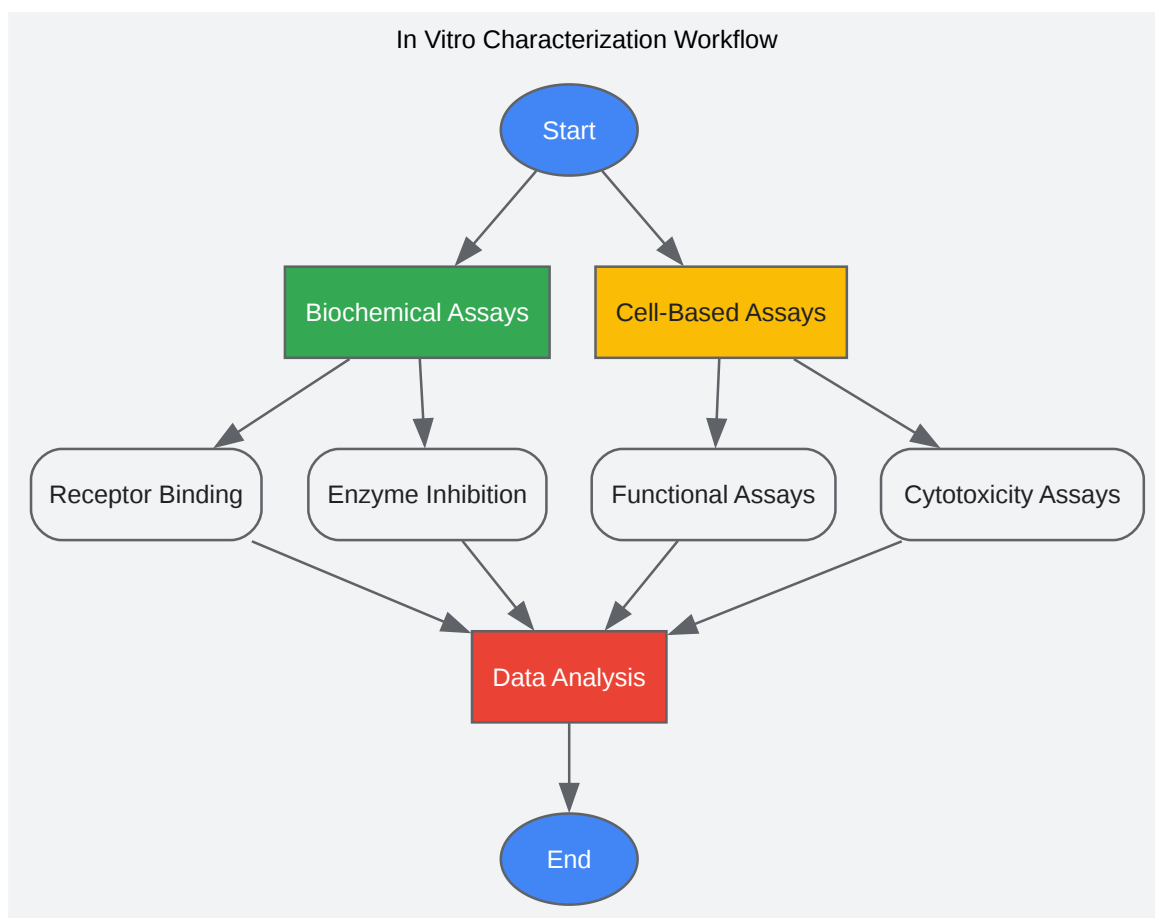 In Vitro Characterization Workflow
Start
Biochemical Assays
Cell-Based Assays
Receptor Binding
Enzyme Inhibition
Functional Assays
Cytotoxicity Assays
Data Analysis
End